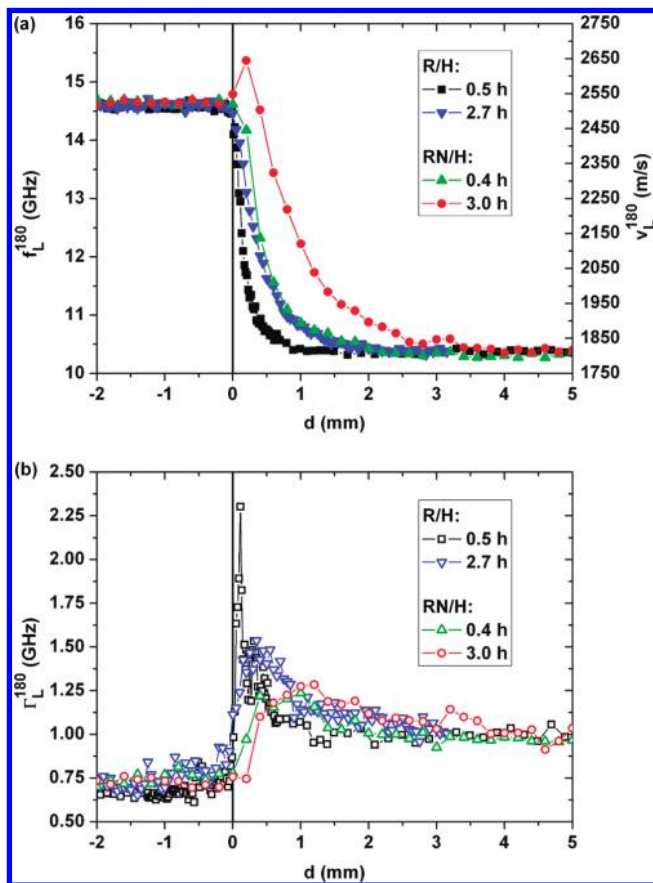 (a)
16
15
14
13
12
11
10
f_L^180 (GHz)
2750
2650
2550
2450
2350
2250
2150
2050
1950
1850
1750
v_L^180 (m/s)
R/H:
0.5 h
2.7 h
RN/H:
0.4 h
3.0 h
-2 -1 0 1 2 3 4 5
d (mm)
(b)
2.50
2.25
2.00
1.75
1.50
1.25
1.00
0.75
0.50
Γ_L^180 (GHz)
R/H:
0.5 h
2.7 h
RN/H:
0.4 h
3.0 h
-2 -1 0 1 2 3 4 5
d (mm)